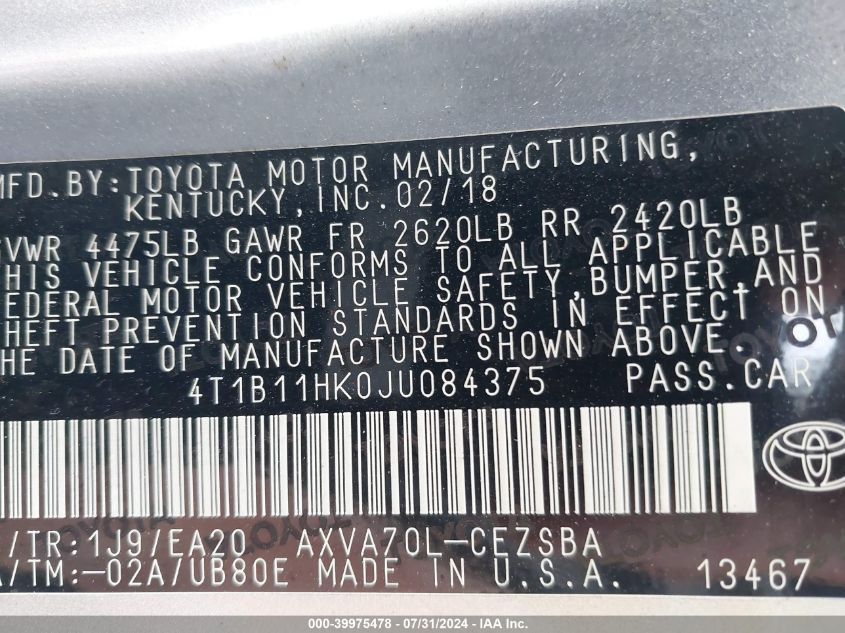 MFD. BY: TOYOTA MOTOR MANUFACTURING,
KENTUCKY, INC. 02/18
GVWR 4475LB GAWR FR 2620LB RR 2420LB
THIS VEHICLE CONFORMS TO ALL APPLICABLE
FEDERAL MOTOR VEHICLE SAFETY, BUMPER, AND
THEFT PREVENTION STANDARDS IN EFFECT ON
THE DATE OF MANUFACTURE SHOWN ABOVE.
4T1B11HK0JU084375 PASS.CAR
/TR:1J9/EA20 AXVA70L-CEZSBA
A/TM:-02A/UB80E MADE IN U.S.A. 13467
000-39975478 - 07/31/2024 - IAA Inc.